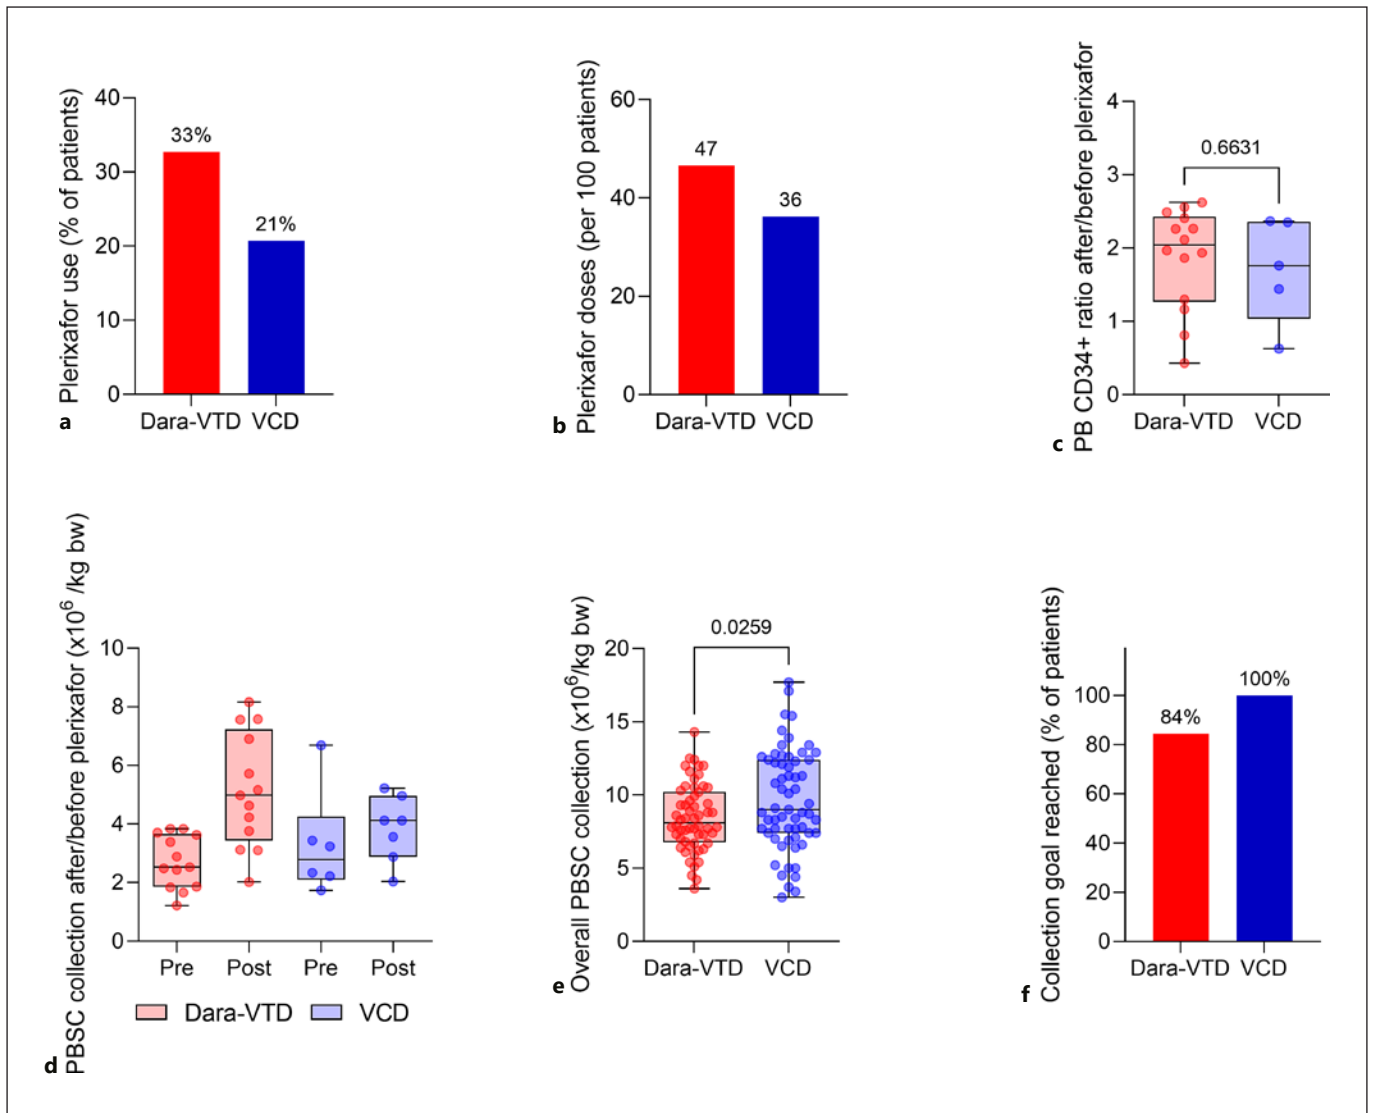 Plerixafor use (% of patients)
40
30
20
10
0
33%
21%
Dara-VTD VCD
a
Plerixafor doses (per 100 patients)
60
40
20
0
47
36
Dara-VTD VCD
b
PB CD34+ ratio after/before plerixafor
4
3
2
1
0
0.6631
Dara-VTD VCD
c
PBSC collection after/before plerixafor (x10⁶ /kg bw)
10
8
6
4
2
0
Pre Post Pre Post
Dara-VTD VCD
d
Overall PBSC collection (x10⁶/kg bw)
20
15
10
5
0
0.0259
Dara-VTD VCD
e
Collection goal reached (% of patients)
100
80
60
40
20
0
84%
100%
Dara-VTD VCD
f